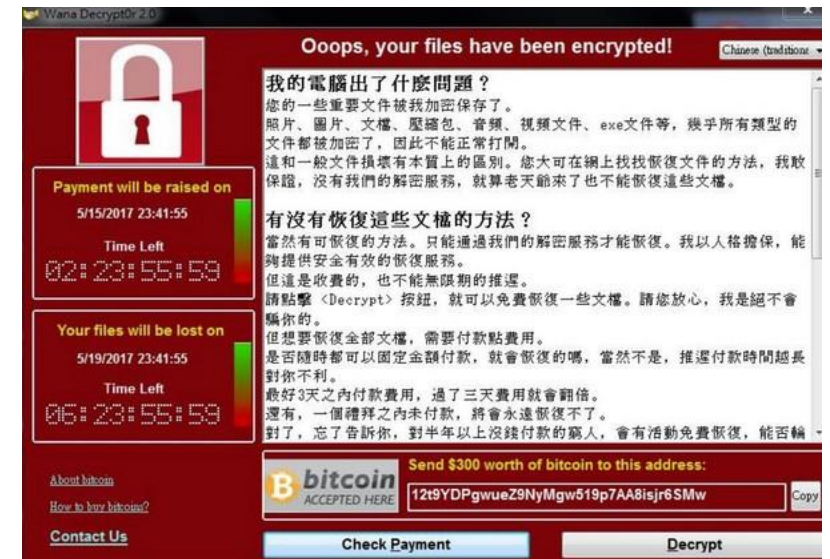 Wana Decrypt0r 2.0
Ooops, your files have been encrypted!
Chinese (traditional
Payment will be raised on
5/15/2017 23:41:55
Time Left
02:23:55:59
Your files will be lost on
5/19/2017 23:41:55
Time Left
06:23:55:59
About bitcoin
How to buy bitcoins?
Contact Us
我的電腦出了什麼問題？
您的一些重要文件被我加密保存了。
照片、圖片、文檔、壓縮包、音頻、視頻文件、exe文件等，幾乎所有類型的
文件都被加密了，因此不能正常打開。
這和一般文件損壞有本質上的區別。您大可在網上找找恢復文件的方法，我敢
保證，沒有我們的解密服務，就算老天爺來了也不能恢復這些文檔。
有沒有恢復這些文檔的方法？
當然有可恢復的方法。只能通過我們的解密服務才能恢復。我以人格擔保，能
夠提供安全有效的恢復服務。
但這是收費的，也不能無限期的推遲。
請點擊 <Decrypt> 按鈕，就可以免費恢復一些文檔。請您放心，我是絕不會
騙你的。
但想要恢復全部文檔，需要付款點費用。
是否隨時都可以固定金額付款，就會恢復的嗎，當然不是，推遲付款時間越長
對你不利。
最好3天之內付款費用，過了三天費用就會翻倍。
還有，一個禮拜之內未付款，將會永遠恢復不了。
對了，忘了告訴你，對半年以上沒錢付款的窮人，會有活動免費恢復，能否輪
bitcoin
ACCEPTED HERE
Send $300 worth of bitcoin to this address:
12t9YDPgwueZ9NyMgw519p7AA8isjr6SMw
Copy
Check Payment
Decrypt